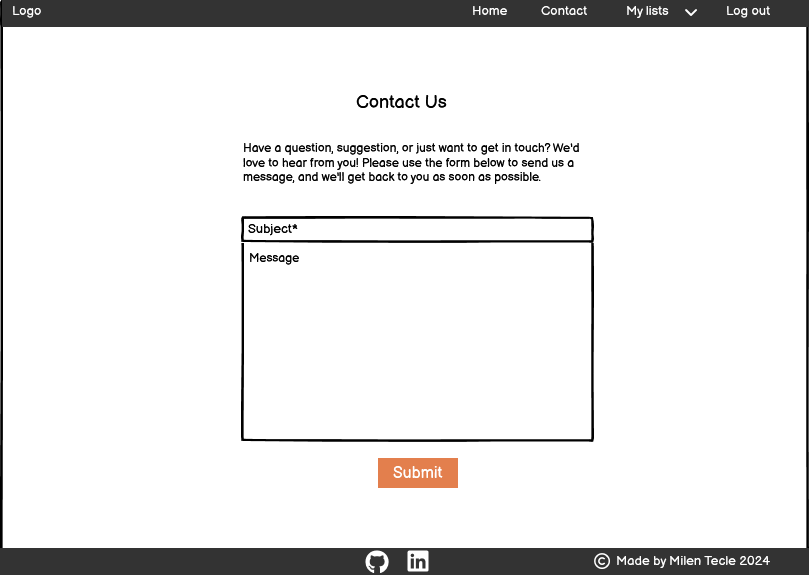 Logo Home Contact My lists Log out
Contact Us
Have a question, suggestion, or just want to get in touch? We'd
love to hear from you! Please use the form below to send us a
message, and we'll get back to you as soon as possible.
Subject*
Message
Submit
© Made by Milen Tecle 2024